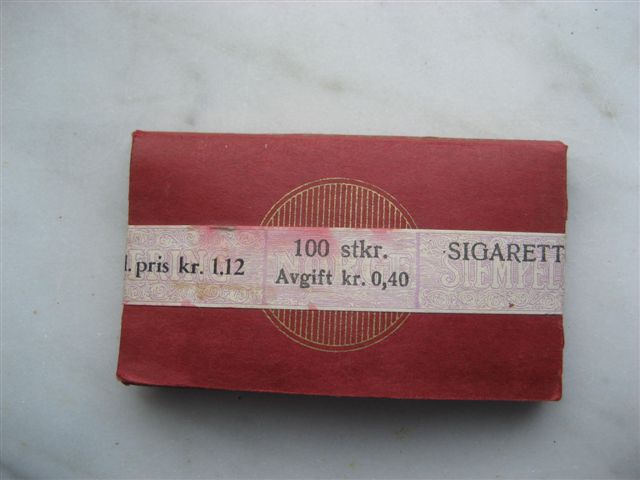 l. pris kr. 1.12
100 stkr.
Avgift kr. 0,40
SIGARETT
NORGE
STEMPEL